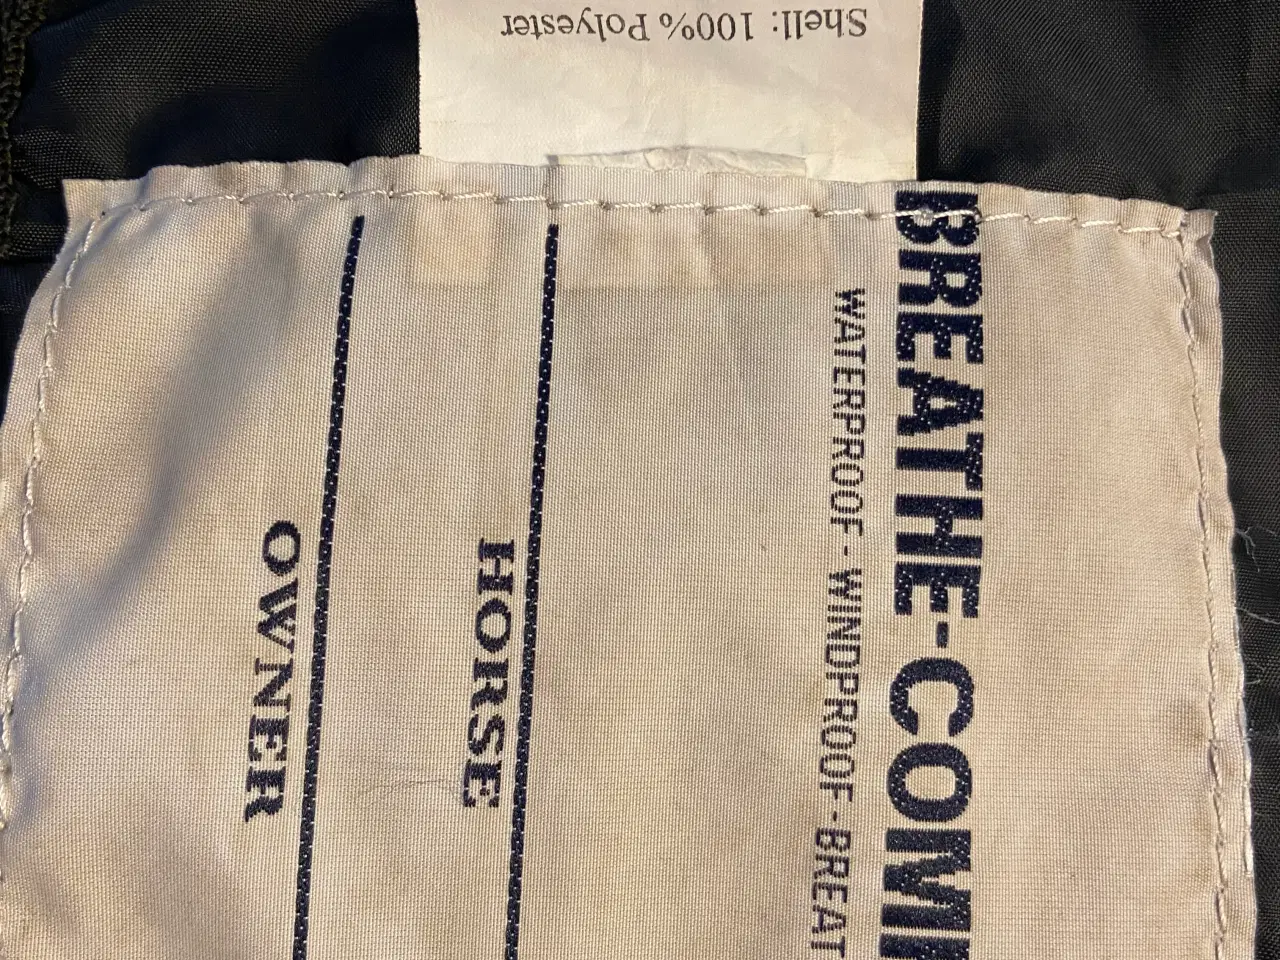 Shell: 100% Polyester
BREATHE-COM
WATERPROOF-WINDPROOF-BREAT
HORSE
OWNER